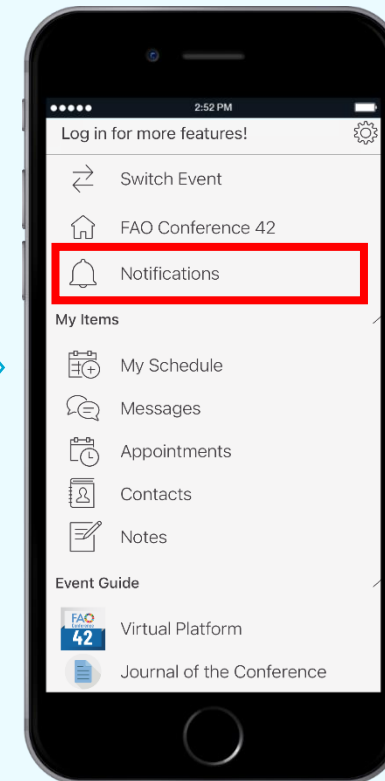 2:52 PM
Log in for more features!
Switch Event
FAO Conference 42
Notifications
My Items
My Schedule
Messages
Appointments
Contacts
Notes
Event Guide
FAO
Conference
42
Virtual Platform
Journal of the Conference